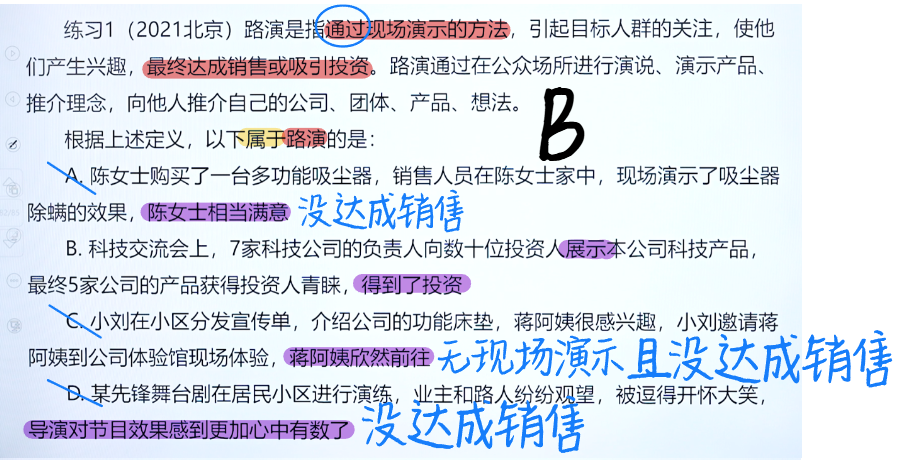 练习1（2021北京）路演是指通过现场演示的方法，引起目标人群的关注，使他
们产生兴趣，最终达成销售或吸引投资。路演通过在公众场所进行演说、演示产品、
推介理念，向他人推介自己的公司、团体、产品、想法。
B
根据上述定义，以下属于路演的是：
A. 陈女士购买了一台多功能吸尘器，销售人员在陈女士家中，现场演示了吸尘器
除螨的效果，陈女士相当满意 没达成销售
B. 科技交流会上，7家科技公司的负责人向数十位投资人展示本公司科技产品，
最终5家公司的产品获得投资人青睐，得到了投资
C. 小刘在小区分发宣传单，介绍公司的功能床垫，蒋阿姨很感兴趣，小刘邀请蒋
阿姨到公司体验馆现场体验，蒋阿姨欣然前往 无现场演示且没达成销售
D. 某先锋舞台剧在居民小区进行演练，业主和路人纷纷观望，被逗得开怀大笑，
导演对节目效果感到更加心中有数了 没达成销售